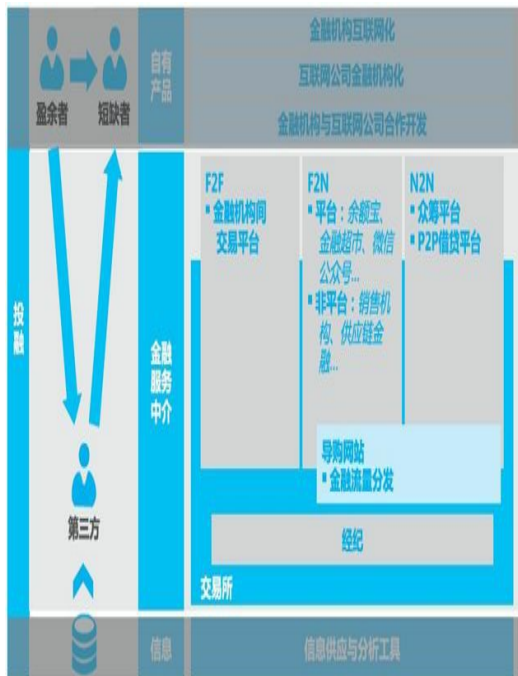 盈余者
短缺者
自有
产品
金融机构互联网化
互联网公司金融机构化
金融机构与互联网公司合作开发
投融
第三方
金融
服务
中介
F2F
▪ 金融机构间
交易平台
F2N
▪ 平台：余额宝、
金融超市、微信
公众号...
▪ 非平台：销售机
构、供应链金
融...
N2N
▪ 众筹平台
▪ P2P借贷平台
导购网站
▪ 金融流量分发
经纪
交易所
信息
信息供应与分析工具